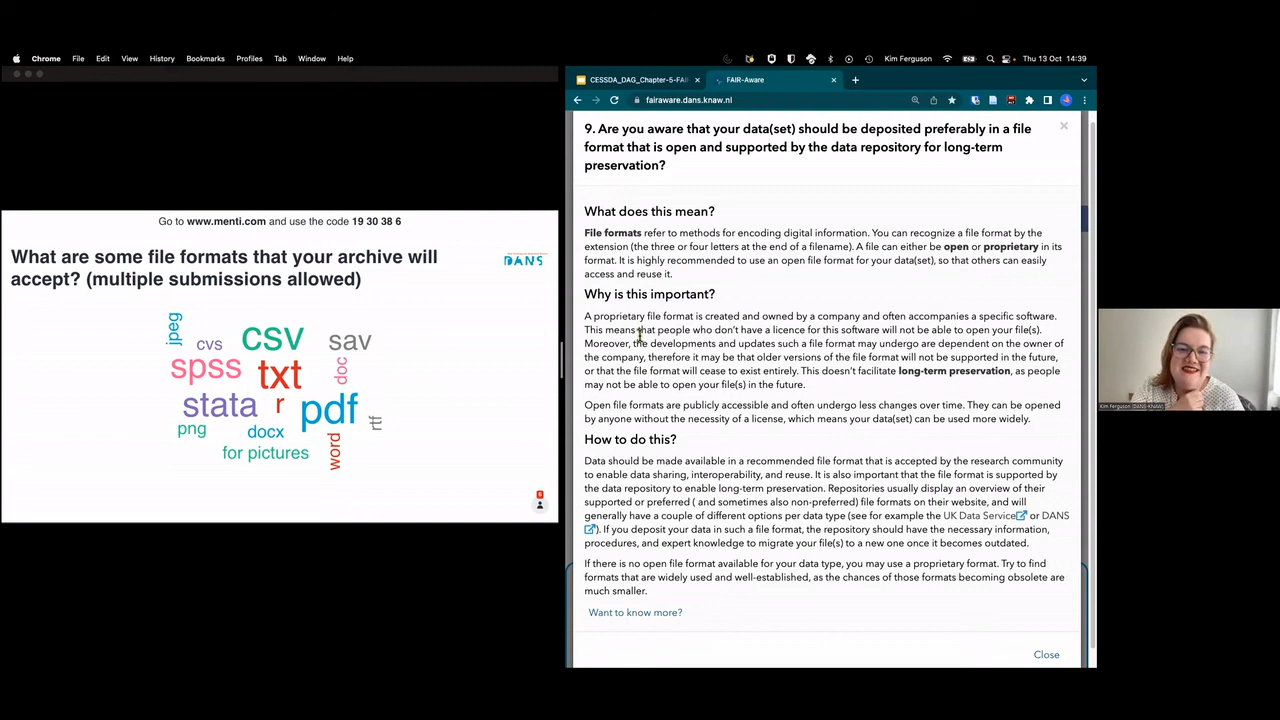 Chrome File Edit View History Bookmarks Profiles Tab Window Help
Kim Ferguson Thu 13 Oct 14:39
CESSDA_DAG_Chapter-5-FAI
FAIR-Aware
fairaware.dans.knaw.nl
Go to www.menti.com and use the code 19 30 38 6
What are some file formats that your archive will
accept? (multiple submissions allowed)
DANS
jpeg
cvs
csv
sav
spss
txt
doc
stata
r
pdf
rtf
png
docx
word
for pictures
6
9. Are you aware that your data(set) should be deposited preferably in a file
format that is open and supported by the data repository for long-term
preservation?
What does this mean?
File formats refer to methods for encoding digital information. You can recognize a file format by the
extension (the three or four letters at the end of a filename). A file can either be open or proprietary in its
format. It is highly recommended to use an open file format for your data(set), so that others can easily
access and reuse it.
Why is this important?
A proprietary file format is created and owned by a company and often accompanies a specific software.
This means that people who don't have a licence for this software will not be able to open your file(s).
Moreover, the developments and updates such a file format may undergo are dependent on the owner of
the company, therefore it may be that older versions of the file format will not be supported in the future,
or that the file format will cease to exist entirely. This doesn't facilitate long-term preservation, as people
may not be able to open your file(s) in the future.
Open file formats are publicly accessible and often undergo less changes over time. They can be opened
by anyone without the necessity of a license, which means your data(set) can be used more widely.
How to do this?
Data should be made available in a recommended file format that is accepted by the research community
to enable data sharing, interoperability, and reuse. It is also important that the file format is supported by
the data repository to enable long-term preservation. Repositories usually display an overview of their
supported or preferred ( and sometimes also non-preferred) file formats on their website, and will
generally have a couple of different options per data type (see for example the UK Data Service or DANS
). If you deposit your data in such a file format, the repository should have the necessary information,
procedures, and expert knowledge to migrate your file(s) to a new one once it becomes outdated.
If there is no open file format available for your data type, you may use a proprietary format. Try to find
formats that are widely used and well-established, as the chances of those formats becoming obsolete are
much smaller.
Want to know more?
Close
Kim Ferguson (DANS-KNAW)